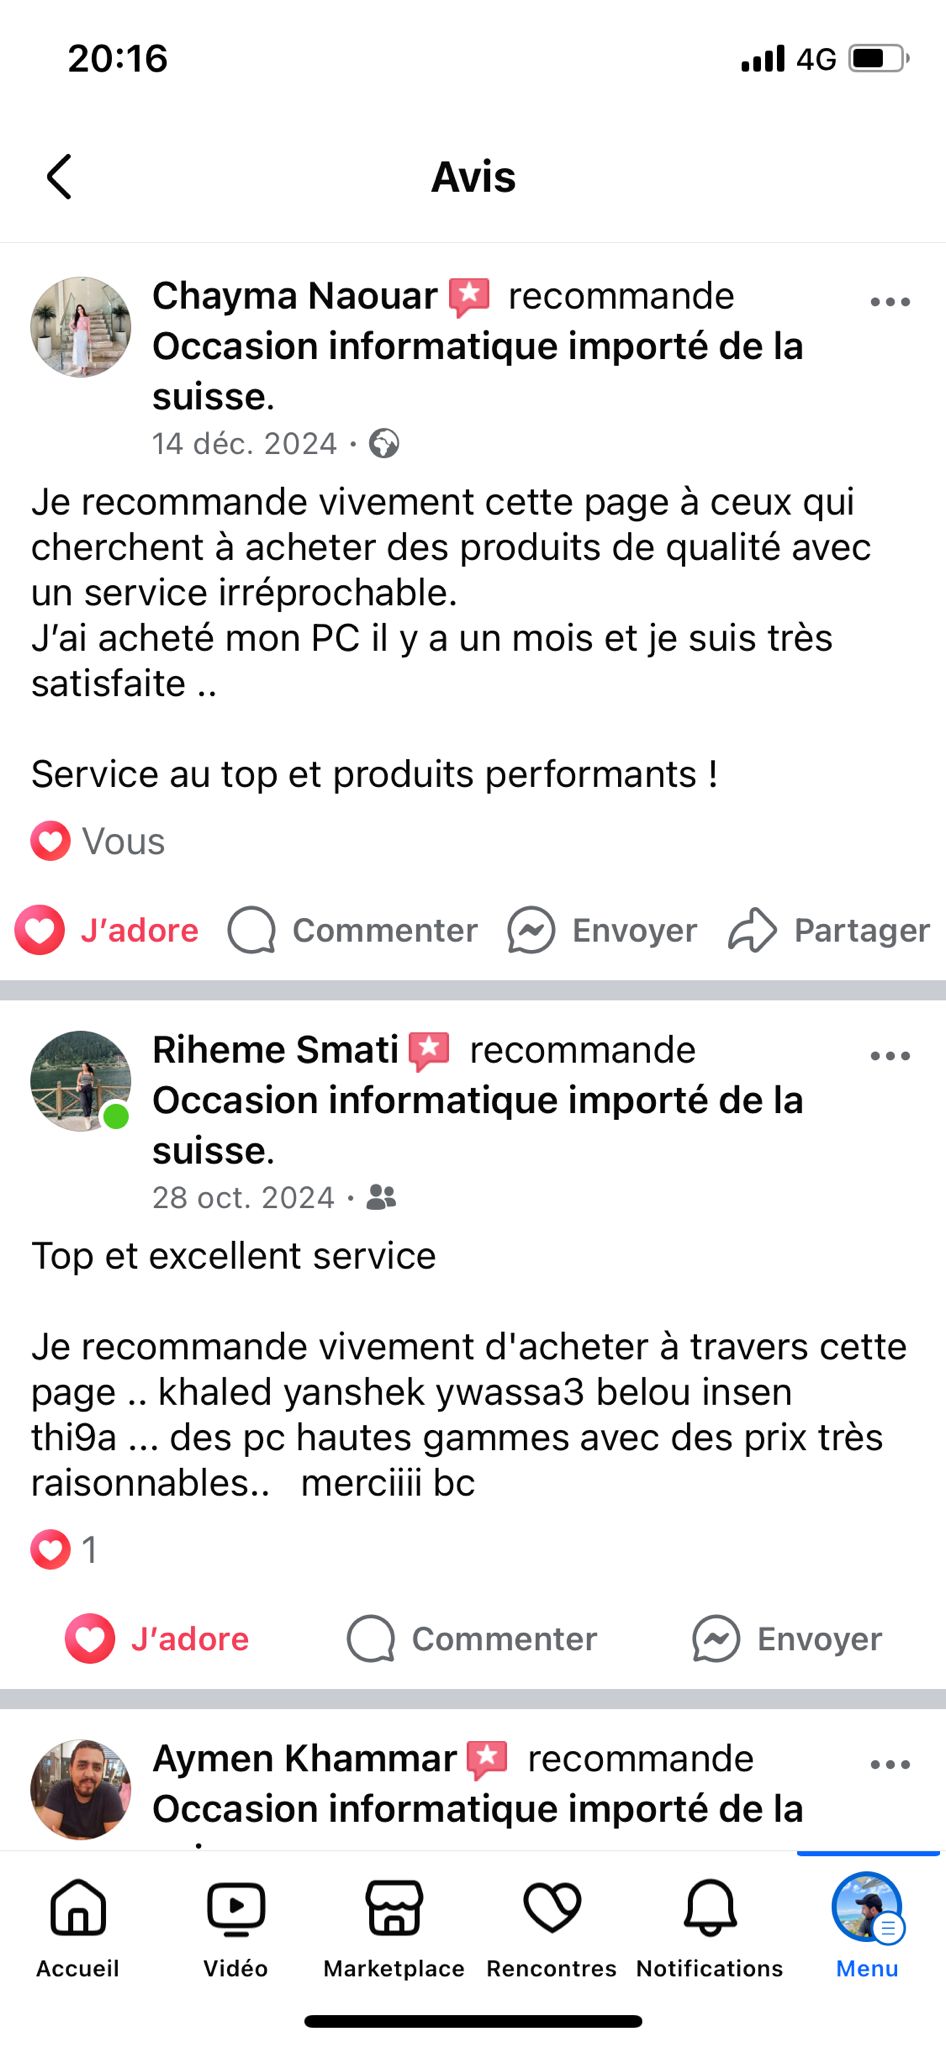 20:16
4G
Avis
Chayma Naouar recommande
Occasion informatique importé de la
suisse.
14 déc. 2024 ·
Je recommande vivement cette page à ceux qui
cherchent à acheter des produits de qualité avec
un service irréprochable.
J’ai acheté mon PC il y a un mois et je suis très
satisfaite ..
Service au top et produits performants !
Vous
J’adore Commenter Envoyer Partager
Riheme Smati recommande
Occasion informatique importé de la
suisse.
28 oct. 2024 ·
Top et excellent service
Je recommande vivement d'acheter à travers cette
page .. khaled yanshek ywassa3 belou insen
thi9a ... des pc hautes gammes avec des prix très
raisonnables.. merciiii bc
1
J’adore Commenter Envoyer
Aymen Khammar recommande
Occasion informatique importé de la
Accueil Vidéo Marketplace Rencontres Notifications Menu